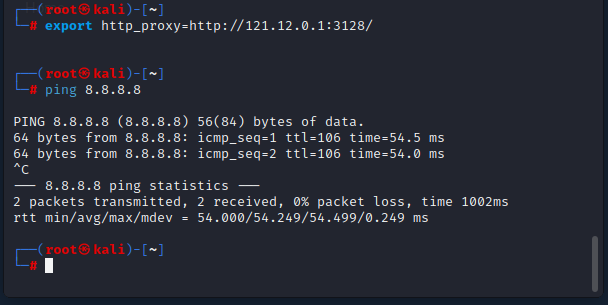 ┌──(root㉿kali)-[~]
└─# export http_proxy=http://121.12.0.1:3128/
┌──(root㉿kali)-[~]
└─# ping 8.8.8.8
PING 8.8.8.8 (8.8.8.8) 56(84) bytes of data.
64 bytes from 8.8.8.8: icmp_seq=1 ttl=106 time=54.5 ms
64 bytes from 8.8.8.8: icmp_seq=2 ttl=106 time=54.0 ms
^C
--- 8.8.8.8 ping statistics ---
2 packets transmitted, 2 received, 0% packet loss, time 1002ms
rtt min/avg/max/mdev = 54.000/54.249/54.499/0.249 ms
┌──(root㉿kali)-[~]
└─#